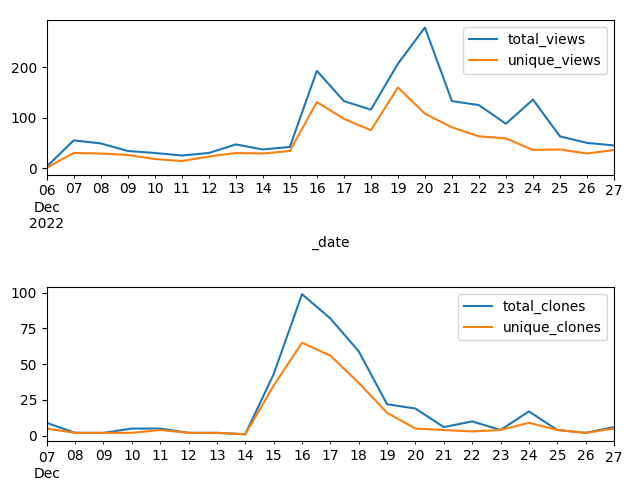 total_views
unique_views
200
100
0
06 07 08 09 10 11 12 13 14 15 16 17 18 19 20 21 22 23 24 25 26 27
Dec
2022
_date
total_clones
unique_clones
100
75
50
25
0
07 08 09 10 11 12 13 14 15 16 17 18 19 20 21 22 23 24 25 26 27
Dec